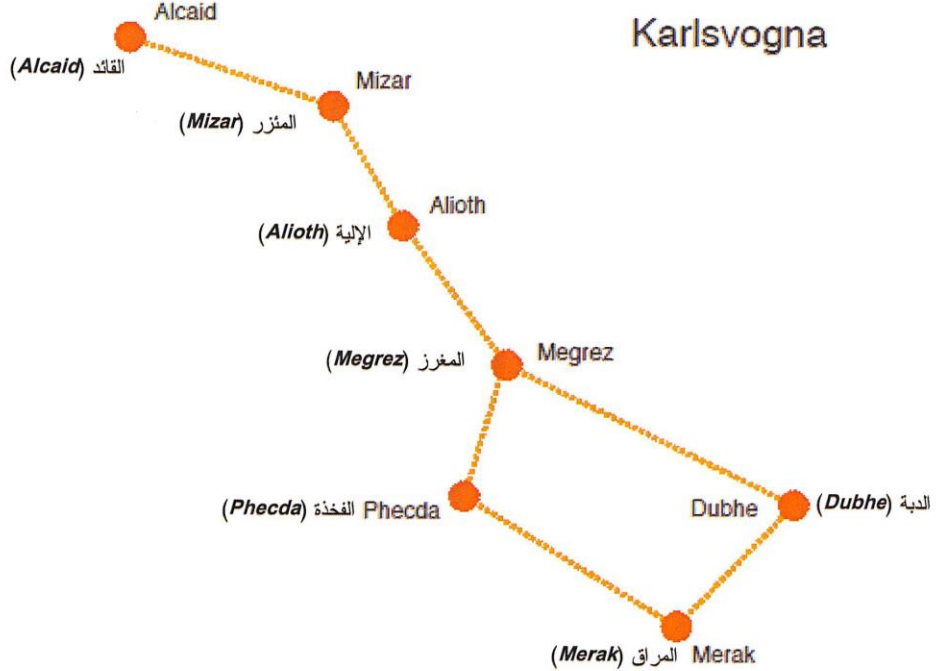 Alcaid
Karlsvogna
القائد (Alcaid)
Mizar
المئزر (Mizar)
Alioth
الإلية (Alioth)
Megrez
المغرز (Megrez)
الفخذة (Phecda)
Phecda
Dubhe
الدبة (Dubhe)
المراق (Merak)
Merak